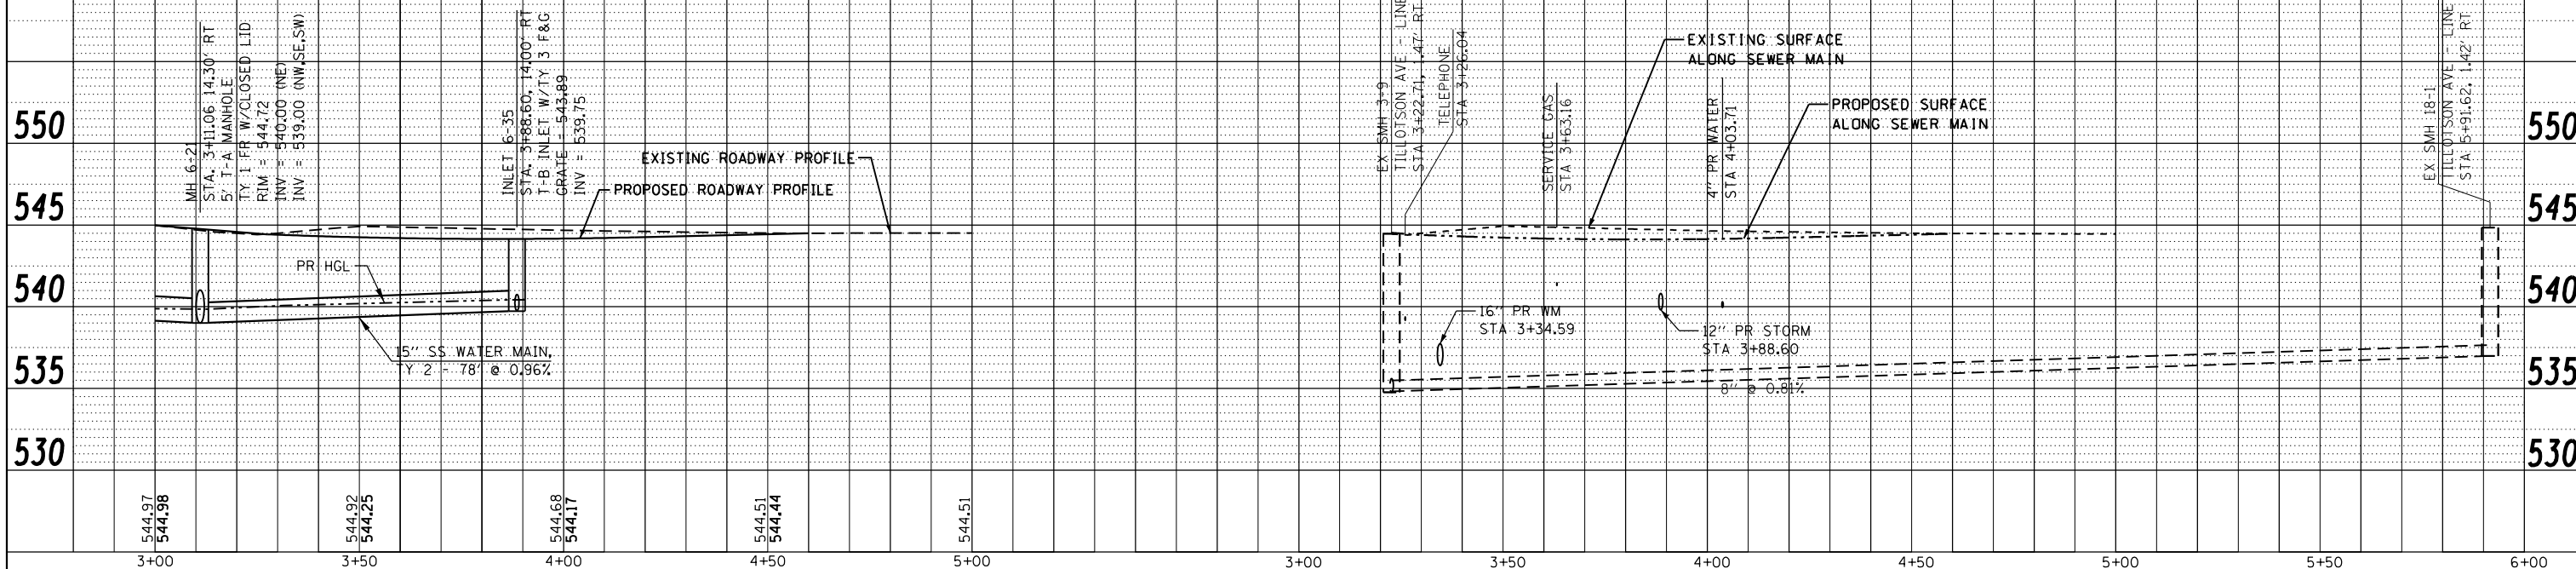 550
545
540
535
530
MH 6-21
STA. 3+11.06 14.30' RT
5' T-A MANHOLE
TY 1 FR W/CLOSED LID
RIM = 544.72
INV = 540.00 (NE)
INV = 539.00 (NW,SE,SW)
INLET 6-35
STA. 3+88.60, 14.00' RT
T-B INLET W/TY 3 F&G
GRATE = 543.89
INV = 539.75
EXISTING ROADWAY PROFILE
PROPOSED ROADWAY PROFILE
PR HGL
15'' SS WATER MAIN,
TY 2 - 78' @ 0.96%
544.97
544.98
544.92
544.25
544.68
544.17
544.51
544.44
544.51
3+00
3+50
4+00
4+50
5+00
EX SMH 3-9
TILLOTSON AVE - LINE
STA 3+22.71, 1.47' RT
TELEPHONE
STA 3+26.04
SERVICE GAS
STA 3+63.16
EXISTING SURFACE
ALONG SEWER MAIN
4'' PR WATER
STA 4+03.71
PROPOSED SURFACE
ALONG SEWER MAIN
16'' PR WM
STA 3+34.59
12'' PR STORM
STA 3+88.60
8'' @ 0.81%
EX SMH 18-1
TILLOTSON AVE - LINE
STA 5+91.62, 1.42' RT
550
545
540
535
530
3+00
3+50
4+00
4+50
5+00
5+50
6+00